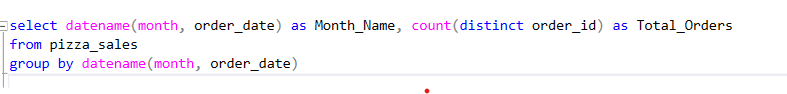 select datename(month, order_date) as Month_Name, count(distinct order_id) as Total_Orders
from pizza_sales
group by datename(month, order_date)